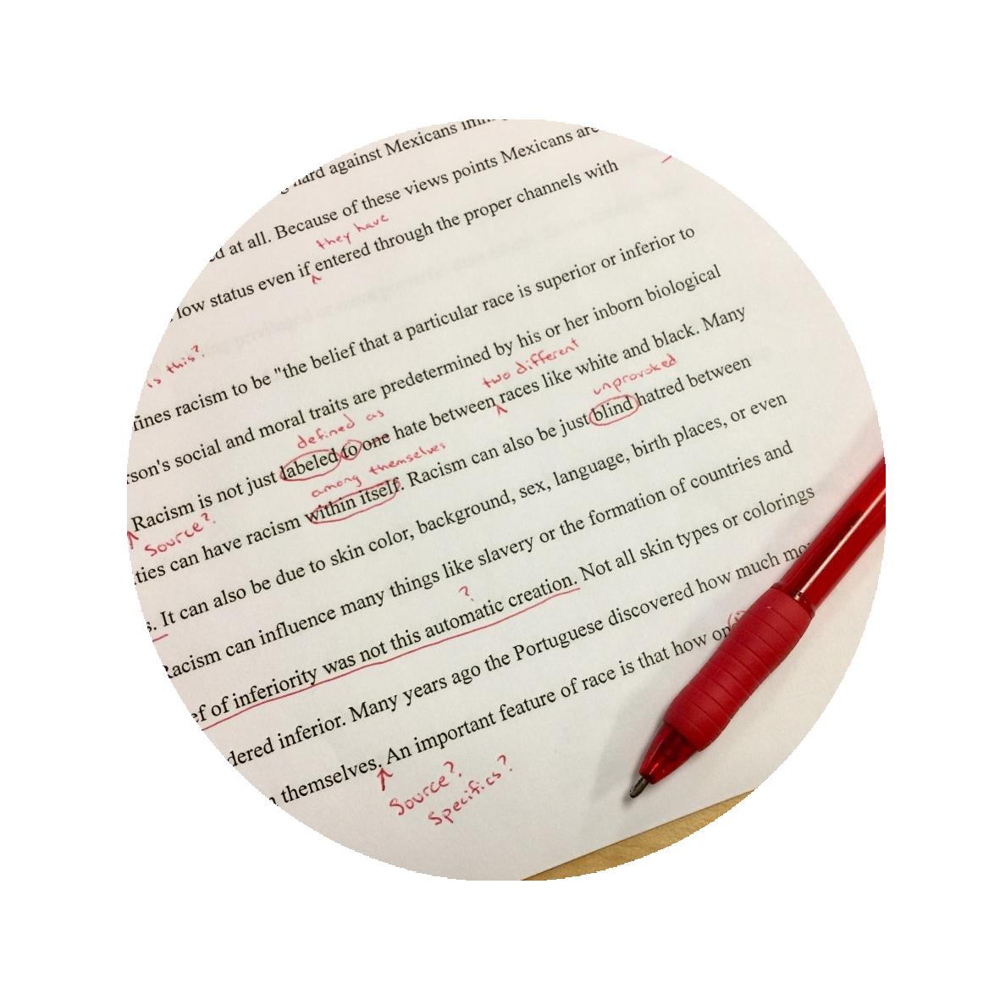 hard against Mexicans
at all. Because of these views points Mexicans are
they have
low status even if entered through the proper channels with
is this?
fines racism to be "the belief that a particular race is superior or inferior to
rson's social and moral traits are predetermined by his or her inborn biological
two different
Racism is not just labeled to one hate between races like white and black. Many
defined as
unprovoked
Source?
ties can have racism within itself. Racism can also be just blind hatred between
among themselves
s. It can also be due to skin color, background, sex, language, birth places, or even
Racism can influence many things like slavery or the formation of countries and
?
ef of inferiority was not this automatic creation. Not all skin types or colorings
dered inferior. Many years ago the Portuguese discovered how much mo
n themselves. An important feature of race is that how on
Source?
Specifics?